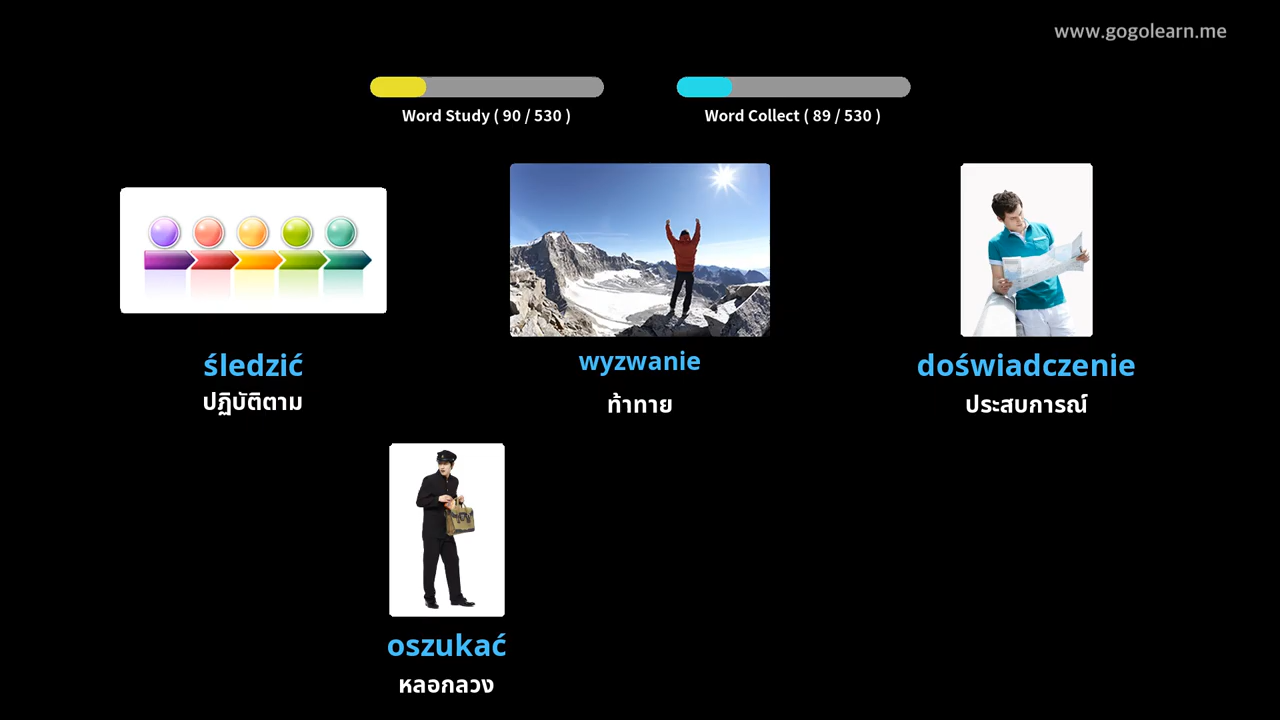 www.gogolearn.me
Word Study ( 90 / 530 )
Word Collect ( 89 / 530 )
śledzić
ปฏิบัติตาม
wyzwanie
ท้าทาย
doświadczenie
ประสบการณ์
oszukać
หลอกลวง